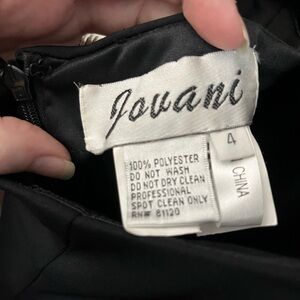 Jovani
4
CHINA
100% POLYESTER
DO NOT WASH
DO NOT DRY CLEAN
PROFESSIONAL
SPOT CLEAN ONLY
RN# 81120